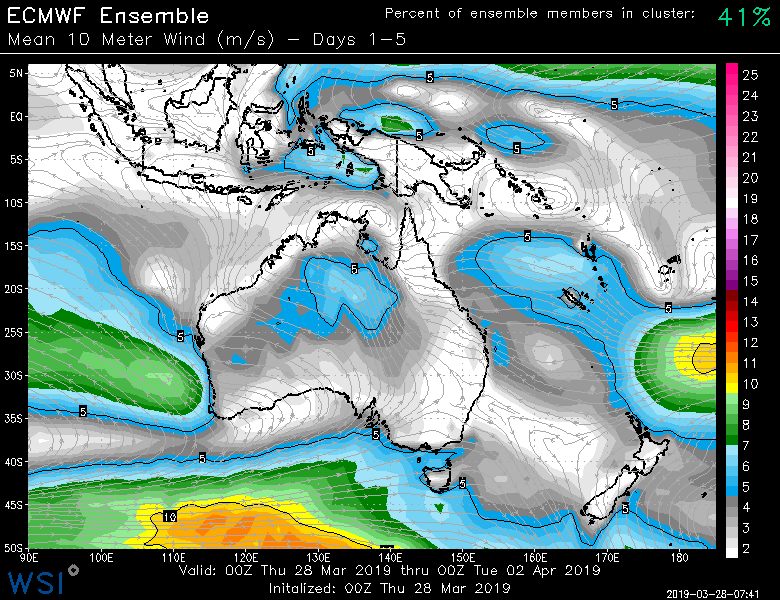 ECMWF Ensemble
Percent of ensemble members in cluster: 41%
Mean 10 Meter Wind (m/s) – Days 1–5
5N
EQ
5S
10S
15S
20S
25S
30S
35S
40S
45S
50S
5
5
5
5
5
5
5
5
5
5
5
5
5
5
10
25
24
23
22
21
20
19
18
17
16
15
14
13
12
11
10
9
8
7
6
5
4
3
2
90E 100E 110E 120E 130E 140E 150E 160E 170E 180
Valid: 00Z Thu 28 Mar 2019 thru 00Z Tue 02 Apr 2019
Initalized: 00Z Thu 28 Mar 2019
WSI
2019-03-28-07:41